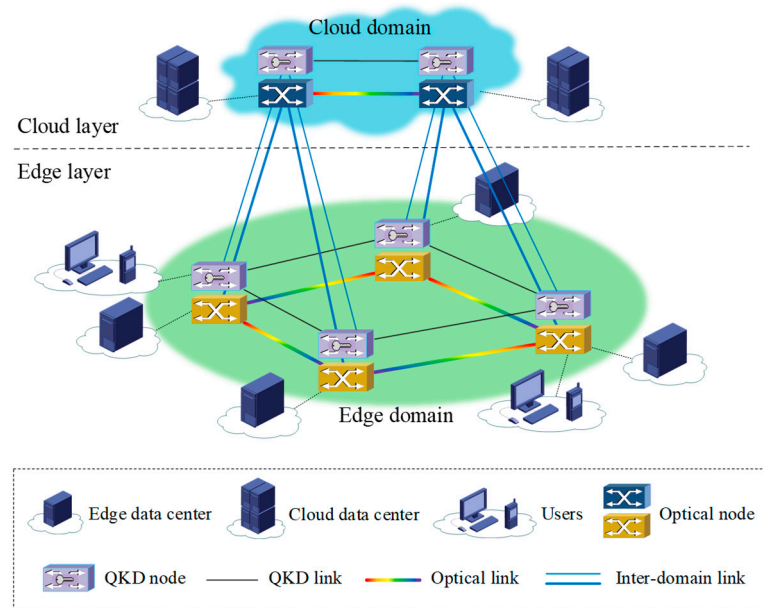 Cloud domain
Cloud layer
Edge layer
Edge domain
Edge data center
Cloud data center
Users
Optical node
QKD node
QKD link
Optical link
Inter-domain link